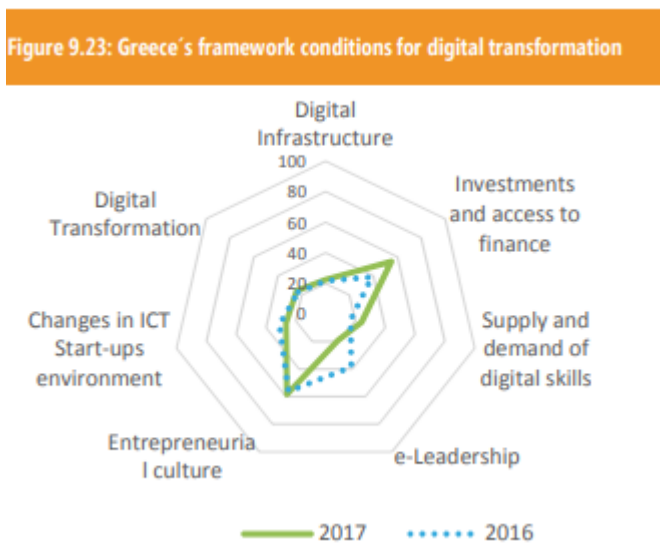 Figure 9.23: Greece´s framework conditions for digital transformation
Digital
Infrastructure
100
80
60
40
20
0
Investments
and access to
finance
Supply and
demand of
digital skills
e-Leadership
Entrepreneuria
l culture
Changes in ICT
Start-ups
environment
Digital
Transformation
2017
2016